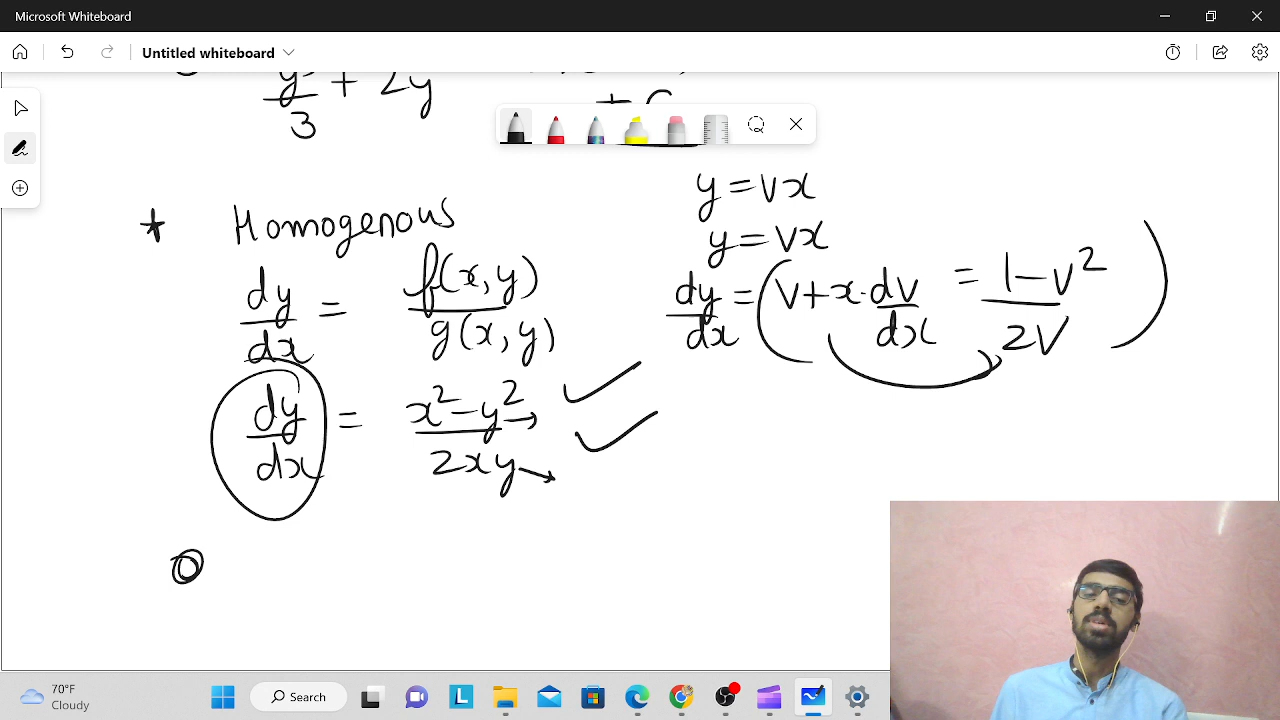 Microsoft Whiteboard
Untitled whiteboard
+ 2y
3
y = vx
★ Homogenous
y = vx
dy/dx = f(x, y)/g(x, y)
dy/dx = (v + x · dv/dx = 1 - v²/2v)
dy/dx = x² - y²/2xy
70°F
Cloudy
Search